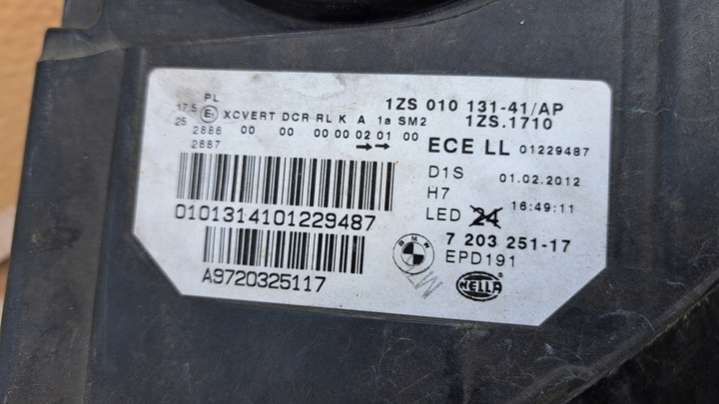 PL
17.5 E1 XCVERT DCR RL K A 1a SM2
25 2886 00 00 00 00 02 01 00
2887
1ZS 010 131-41/AP
1ZS.1710
ECE LL 01229487
D1S 01.02.2012
H7
LED 24 16:49:11
0101314101229487
BMW 7 203 251-17
EPD191
A9720325117
HELLA